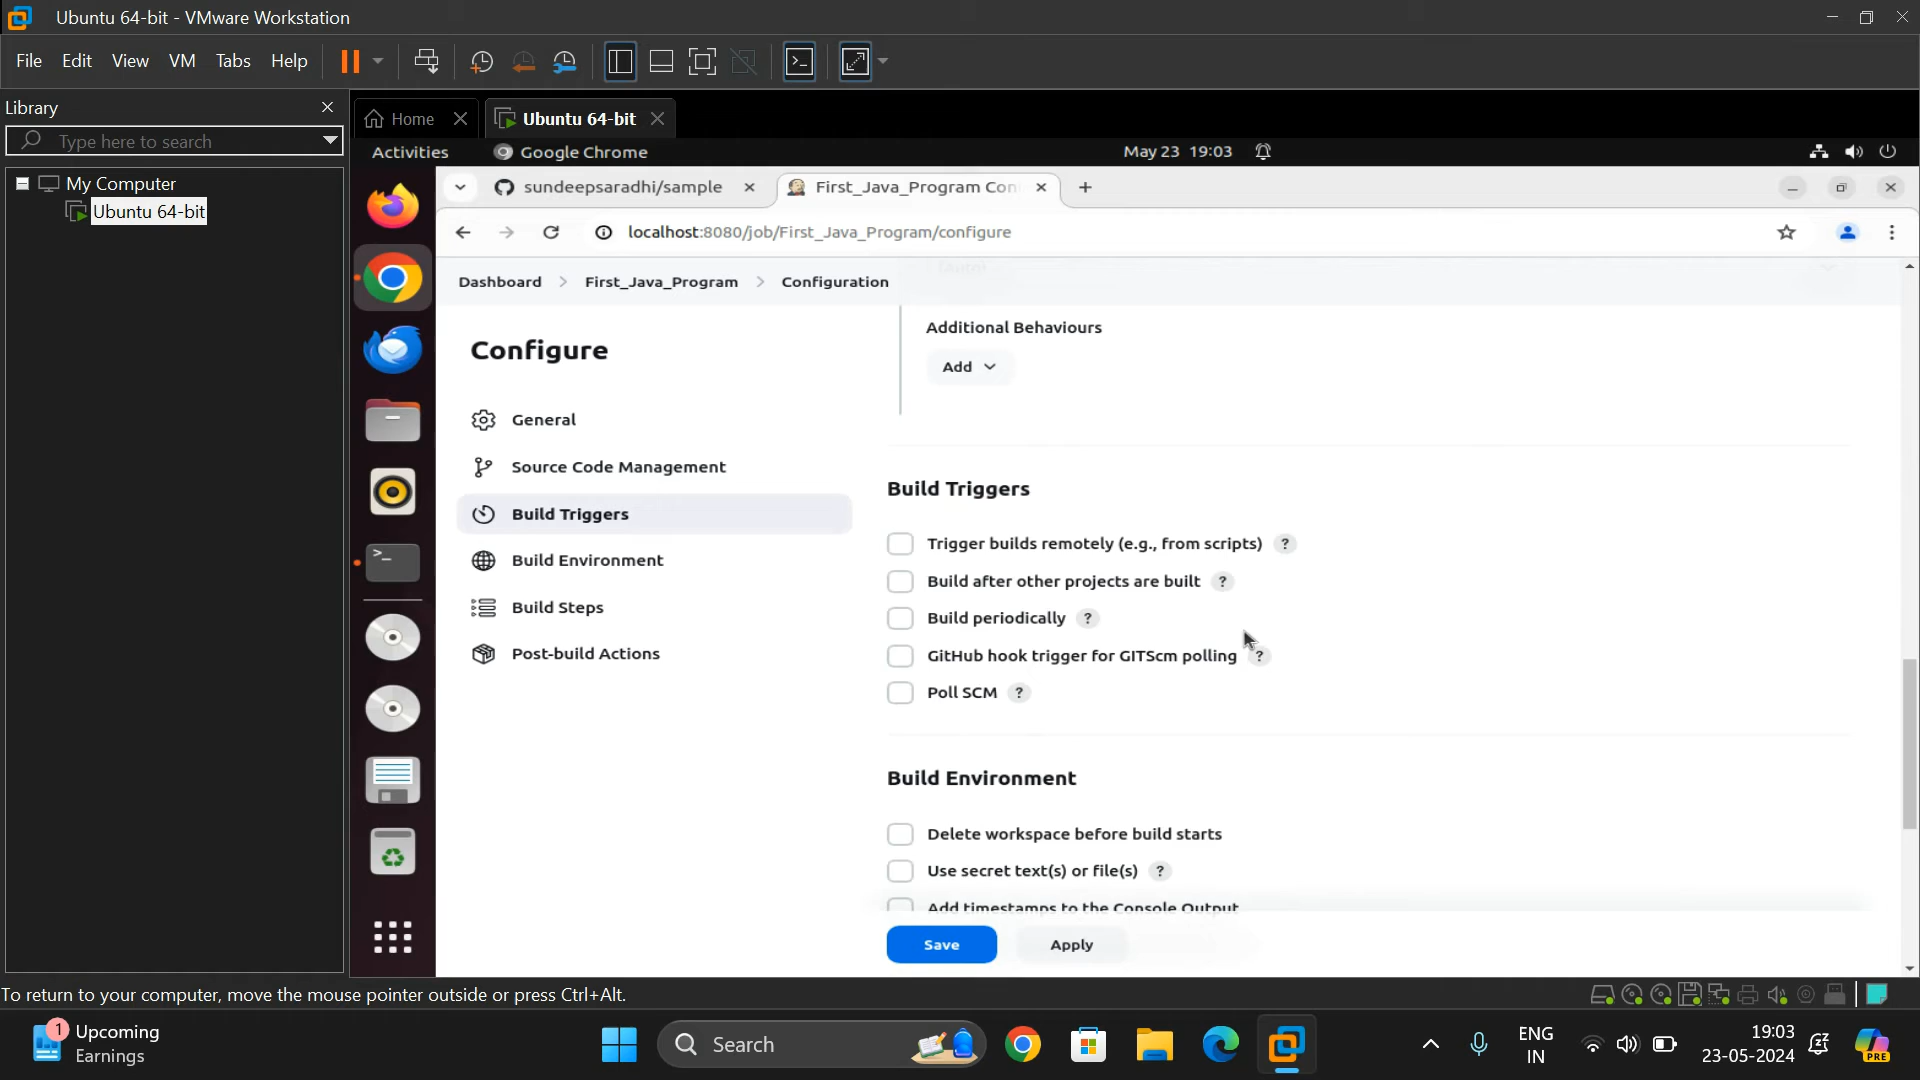 Ubuntu 64-bit - VMware Workstation
File Edit View VM Tabs Help
Library
Home
Ubuntu 64-bit
Type here to search
Activities
Google Chrome
May 23 19:03
My Computer
Ubuntu 64-bit
sundeepsaradhi/sample
First_Java_Program Con
localhost:8080/job/First_Java_Program/configure
Dashboard
First_Java_Program
Configuration
(Auto)
Additional Behaviours
Configure
Add
General
Source Code Management
Build Triggers
Build Triggers
Trigger builds remotely (e.g., from scripts) ?
Build Environment
Build after other projects are built ?
Build Steps
Build periodically ?
Post-build Actions
GitHub hook trigger for GITScm polling ?
Poll SCM ?
Build Environment
Delete workspace before build starts
Use secret text(s) or file(s) ?
Add timestamps to the Console Output
Save
Apply
To return to your computer, move the mouse pointer outside or press Ctrl+Alt.
1
Upcoming
Earnings
Search
ENG
IN
19:03
23-05-2024
PRE